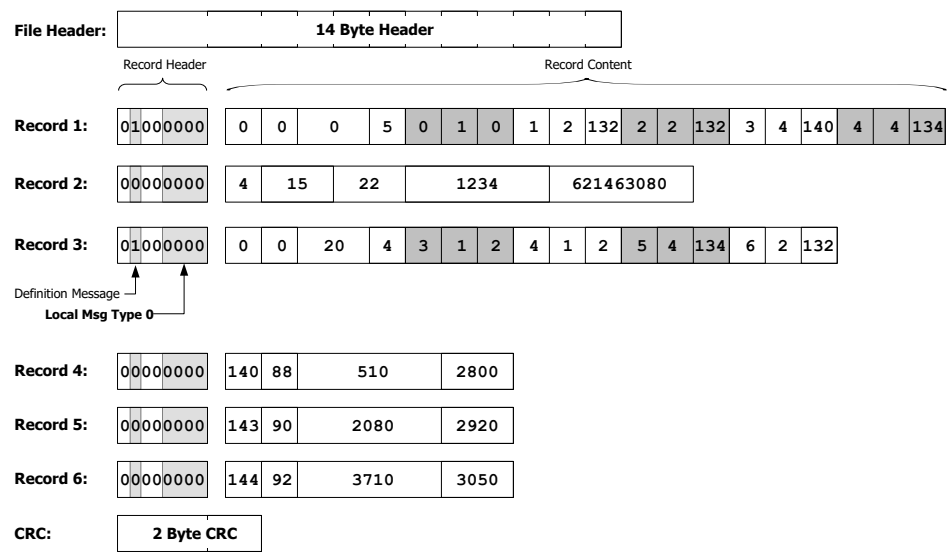 File Header: 14 Byte Header
Record Header Record Content
Record 1: 01000000 0 0 0 5 0 1 0 1 2 132 2 2 132 3 4 140 4 4 134
Record 2: 00000000 4 15 22 1234 621463080
Record 3: 01000000 0 0 20 4 3 1 2 4 1 2 5 4 134 6 2 132
Definition Message
Local Msg Type 0
Record 4: 00000000 140 88 510 2800
Record 5: 00000000 143 90 2080 2920
Record 6: 00000000 144 92 3710 3050
CRC: 2 Byte CRC